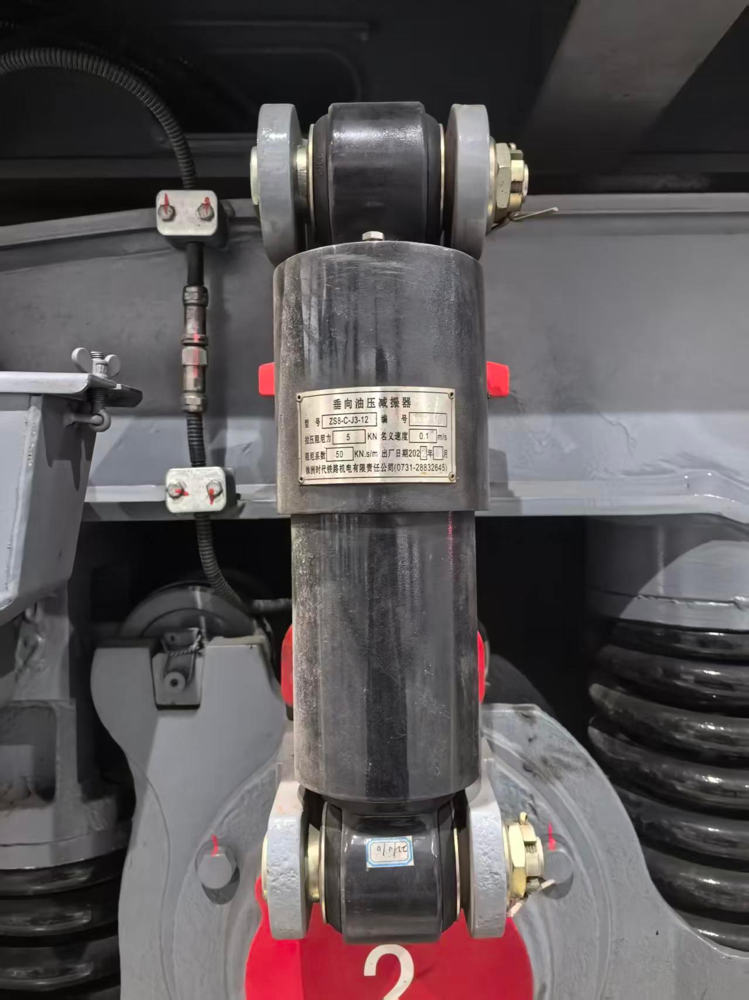 垂向油压减振器
型号 ZS8-C-J3-12 编号
拉压阻尼力 5 KN 名义速度 0.1 m/s
阻尼系数 50 KN.s/m 出厂日期202 年 月
株洲时代铁路机电有限责任公司(0731-28832645)
2